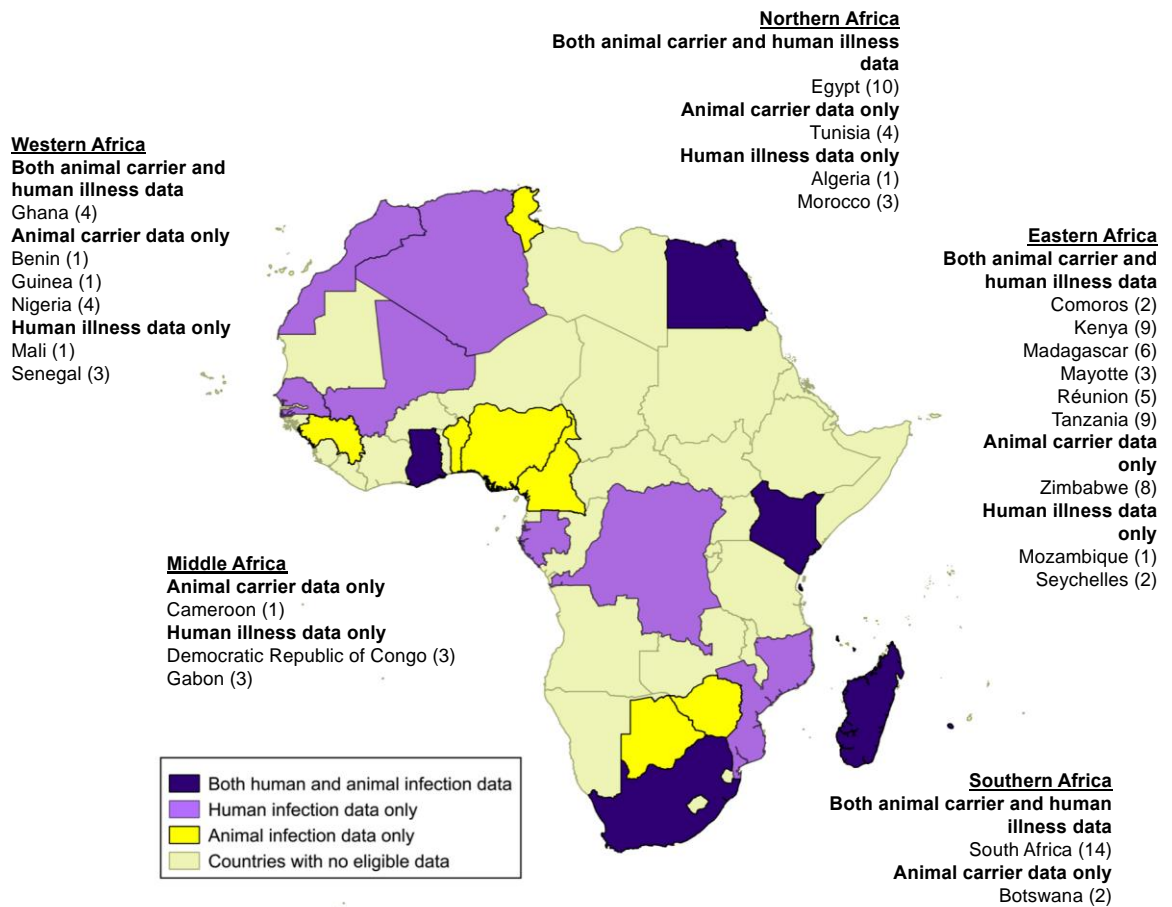 Northern Africa
Both animal carrier and human illness
data
Egypt (10)
Animal carrier data only
Tunisia (4)
Human illness data only
Algeria (1)
Morocco (3)
Western Africa
Both animal carrier and
human illness data
Ghana (4)
Animal carrier data only
Benin (1)
Guinea (1)
Nigeria (4)
Human illness data only
Mali (1)
Senegal (3)
Eastern Africa
Both animal carrier and
human illness data
Comoros (2)
Kenya (9)
Madagascar (6)
Mayotte (3)
Réunion (5)
Tanzania (9)
Animal carrier data
only
Zimbabwe (8)
Human illness data
only
Mozambique (1)
Seychelles (2)
Middle Africa
Animal carrier data only
Cameroon (1)
Human illness data only
Democratic Republic of Congo (3)
Gabon (3)
Both human and animal infection data
Human infection data only
Animal infection data only
Countries with no eligible data
Southern Africa
Both animal carrier and human
illness data
South Africa (14)
Animal carrier data only
Botswana (2)